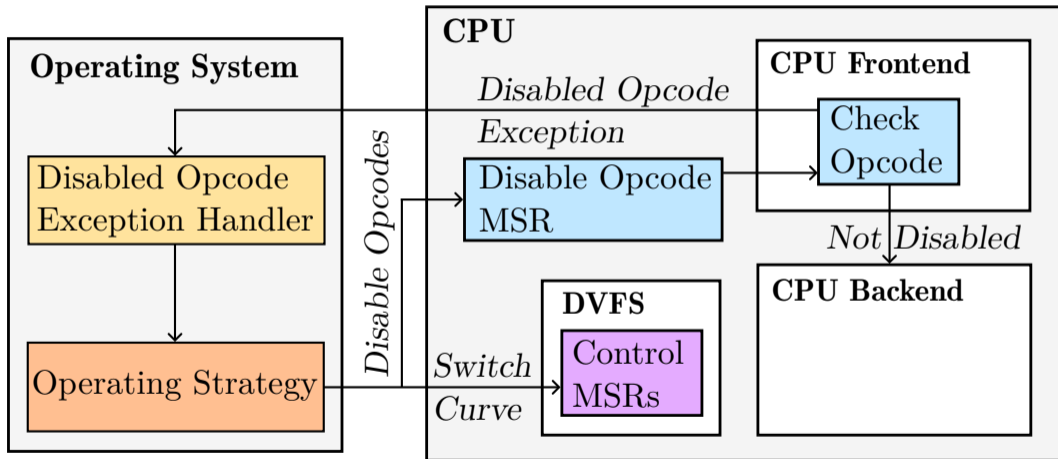 Operating System
Disabled Opcode
Exception Handler
Operating Strategy
Disable Opcodes
Switch
Curve
CPU
Disabled Opcode
Exception
Disable Opcode
MSR
DVFS
Control
MSRs
CPU Frontend
Check
Opcode
Not Disabled
CPU Backend